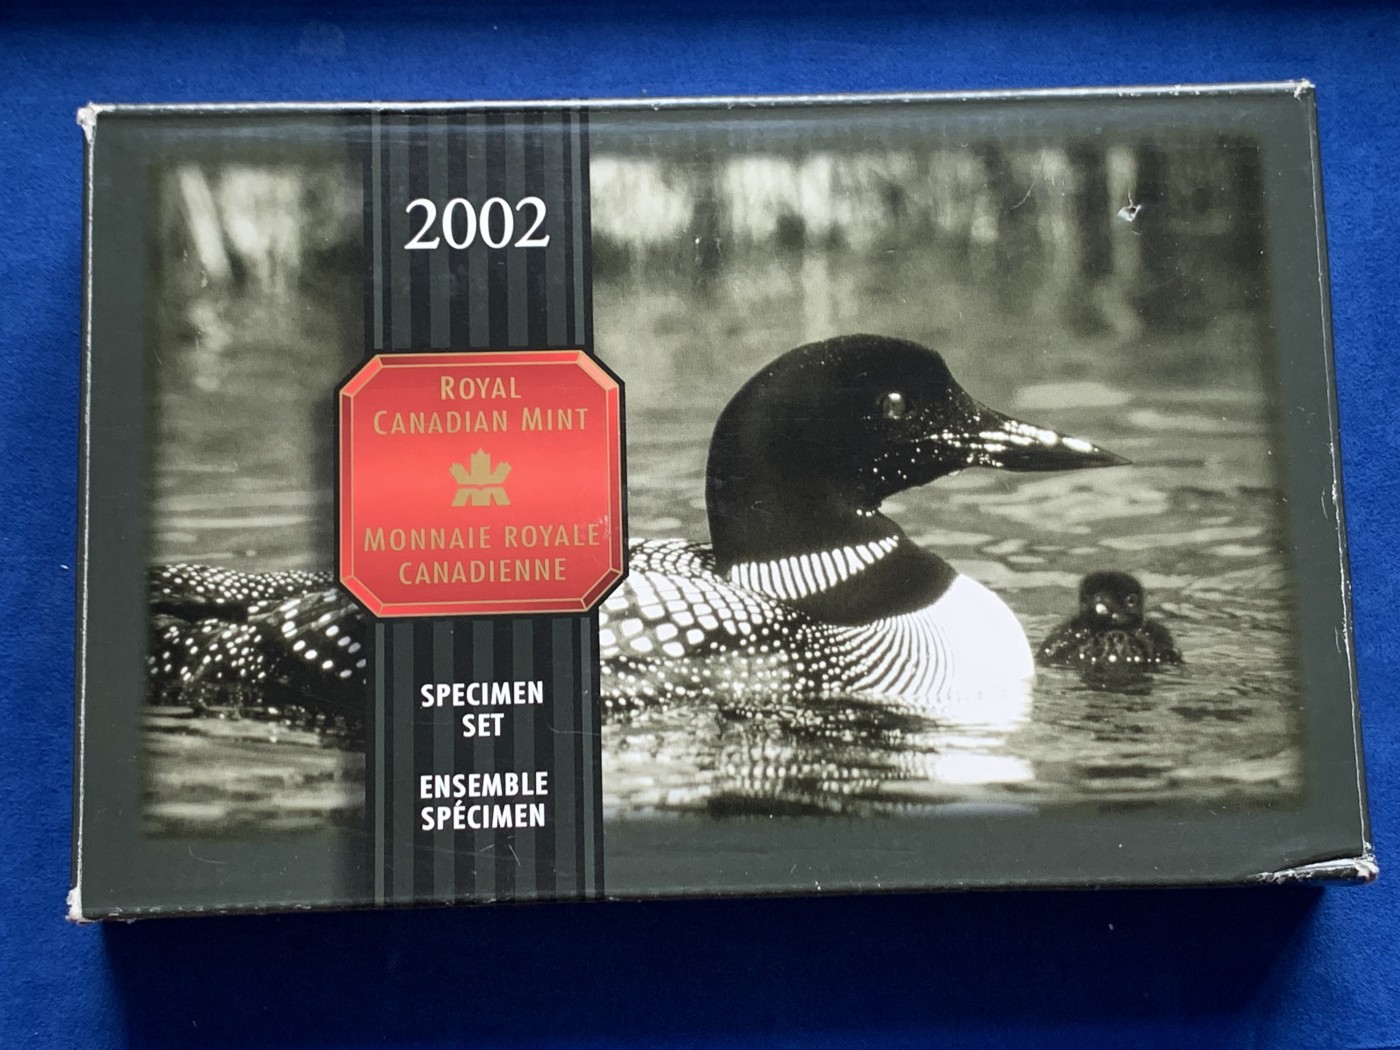 2002
ROYAL
CANADIAN MINT
MONNAIE ROYALE
CANADIENNE
SPECIMEN
SET
ENSEMBLE
SPÉCIMEN